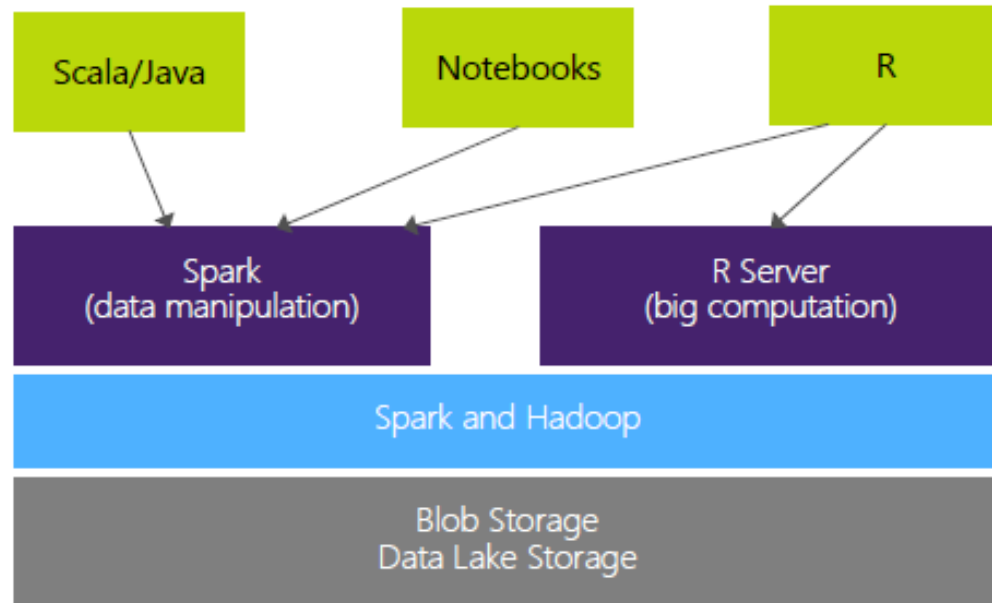 Scala/Java
Notebooks
R
Spark
(data manipulation)
R Server
(big computation)
Spark and Hadoop
Blob Storage
Data Lake Storage